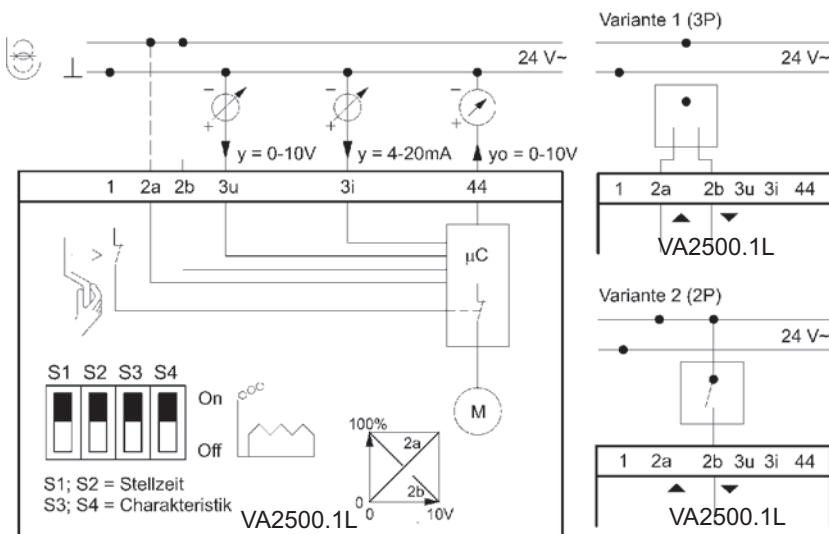 24 V~
⊥
− − −
+ + +
y = 0-10V y = 4-20mA yo = 0-10V
1 2a 2b 3u 3i 44
>
µC
M
S1 S2 S3 S4
On
Off
S1; S2 = Stellzeit
S3; S4 = Charakteristik
100%
2a
2b
0
0 10V
VA2500.1L
Variante 1 (3P)
24 V~
1 2a 2b 3u 3i 44
▲ ▼
VA2500.1L
Variante 2 (2P)
24 V~
1 2a 2b 3u 3i 44
▲ ▼
VA2500.1L